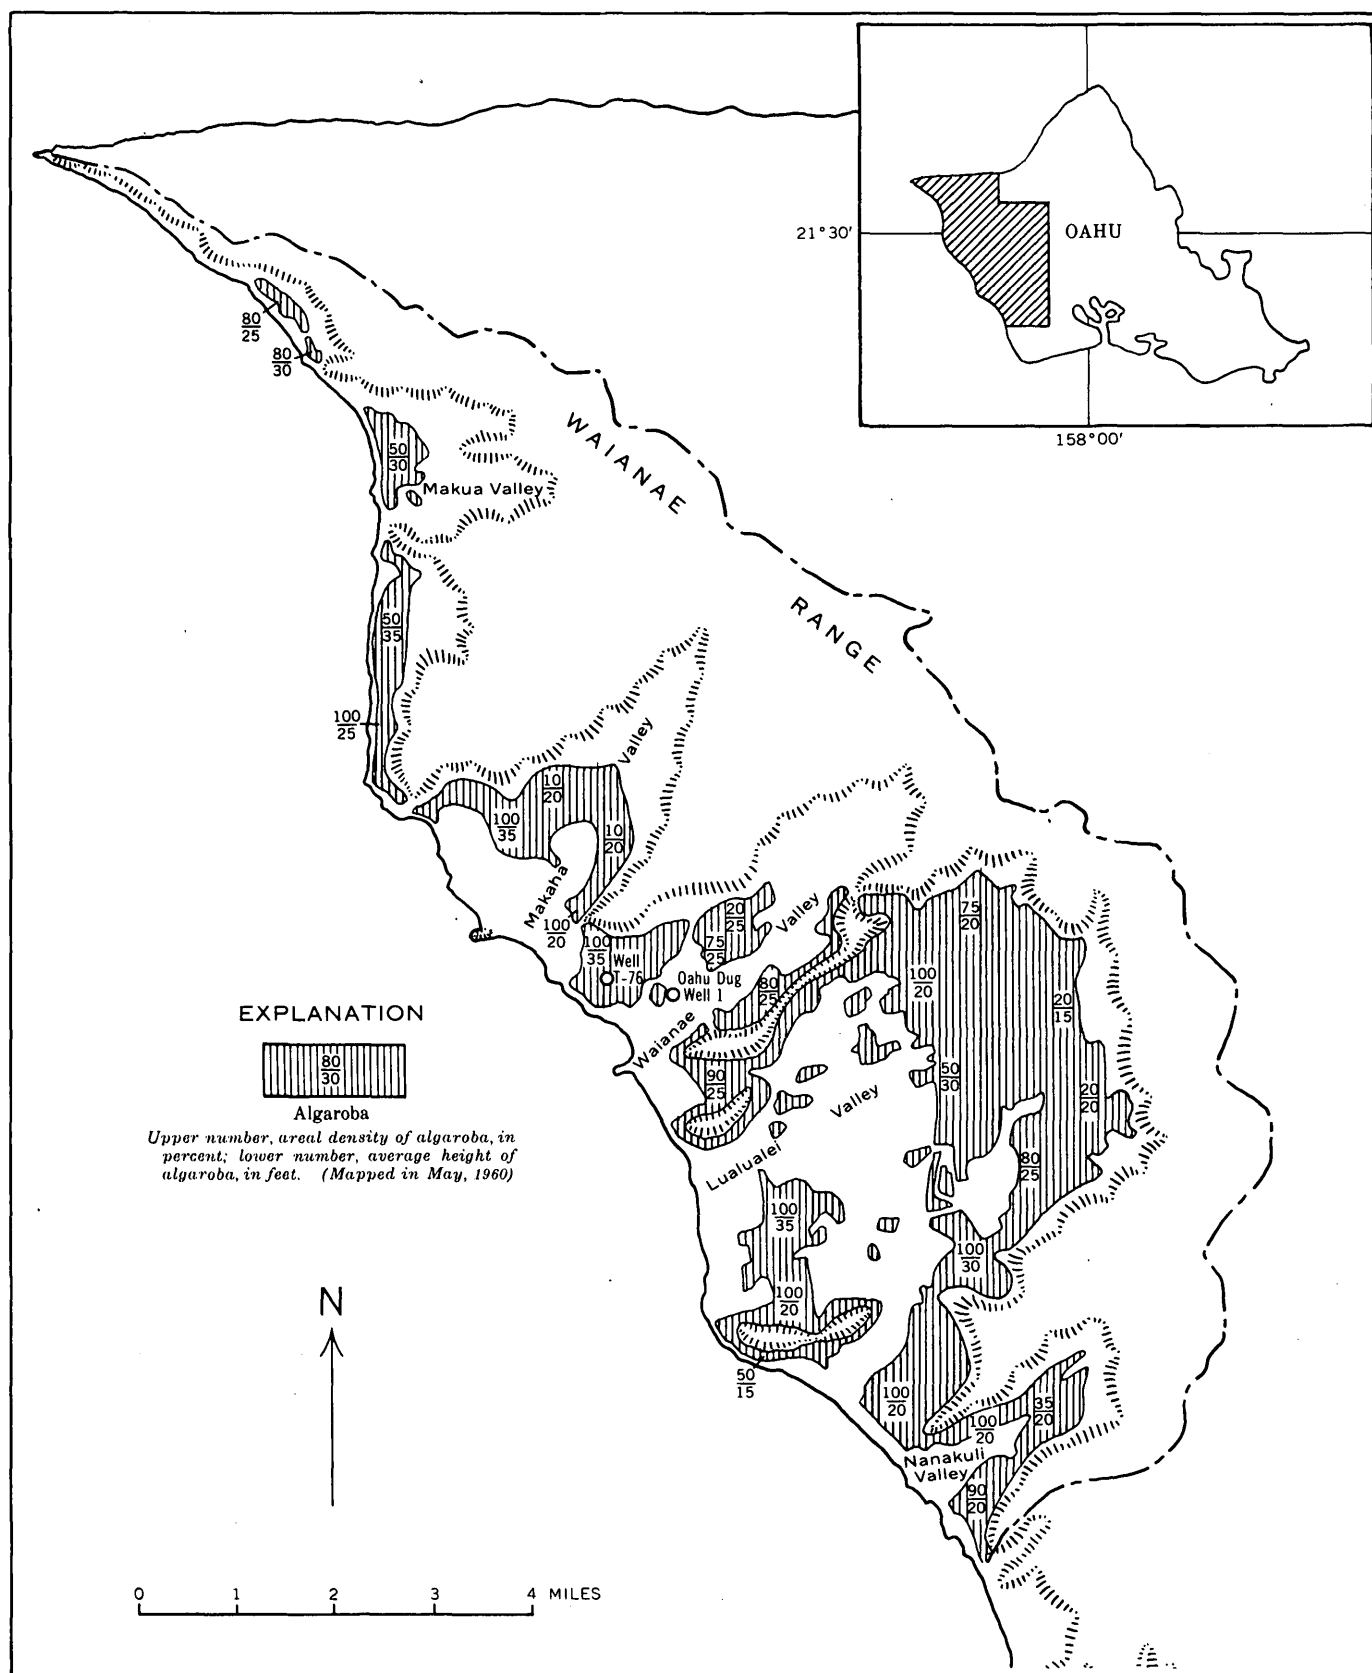 21°30′
OAHU
158°00′
80
25
80
30
WAIANAE
50
30
Makua Valley
RANGE
50
35
100
25
Valley
10
20
100
35
10
20
Makaha
100
20
100
35
Well
T-76
20
25
75
25
Valley
Oahu Dug
Well 1
80
25
Waianae
75
20
100
20
20
15
EXPLANATION
80
30
Algaroba
Upper number, areal density of algaroba, in
percent; lower number, average height of
algaroba, in feet. (Mapped in May, 1960)
90
25
50
30
20
20
Valley
Lualualei
80
25
100
35
100
30
100
20
N
50
15
100
20
35
20
100
20
Nanakuli
Valley
90
20
0 1 2 3 4 MILES